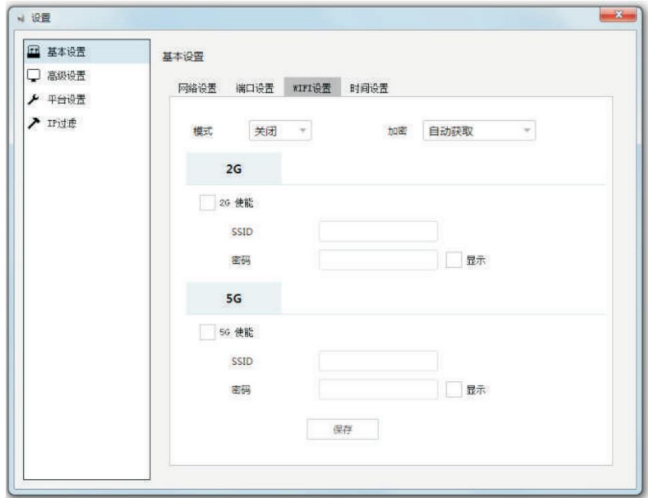 设置
基本设置
高级设置
平台设置
IP过虑
基本设置
网络设置 端口设置 WIFI设置 时间设置
模式 关闭 加密 自动获取
2G
2G 使能
SSID
密码 显示
5G
5G 使能
SSID
密码 显示
保存